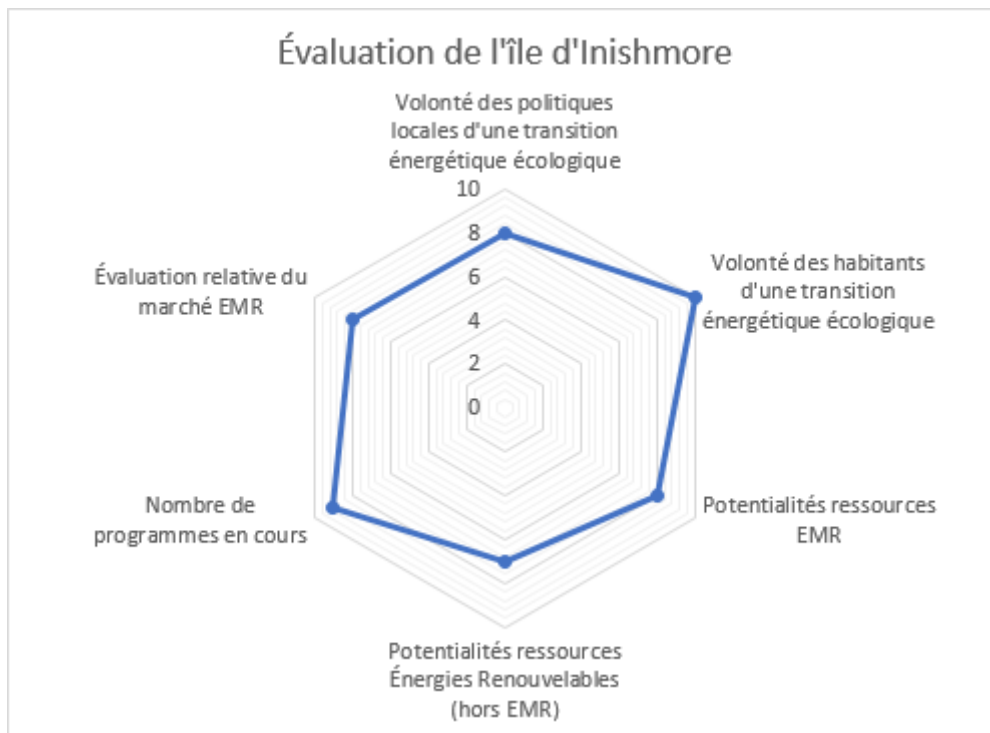 Évaluation de l'île d'Inishmore
Volonté des politiques
locales d'une transition
énergétique écologique
10
8
6
4
2
0
Volonté des habitants
d'une transition
énergétique écologique
Potentialités ressources
EMR
Potentialités ressources
Énergies Renouvelables
(hors EMR)
Nombre de
programmes en cours
Évaluation relative du
marché EMR